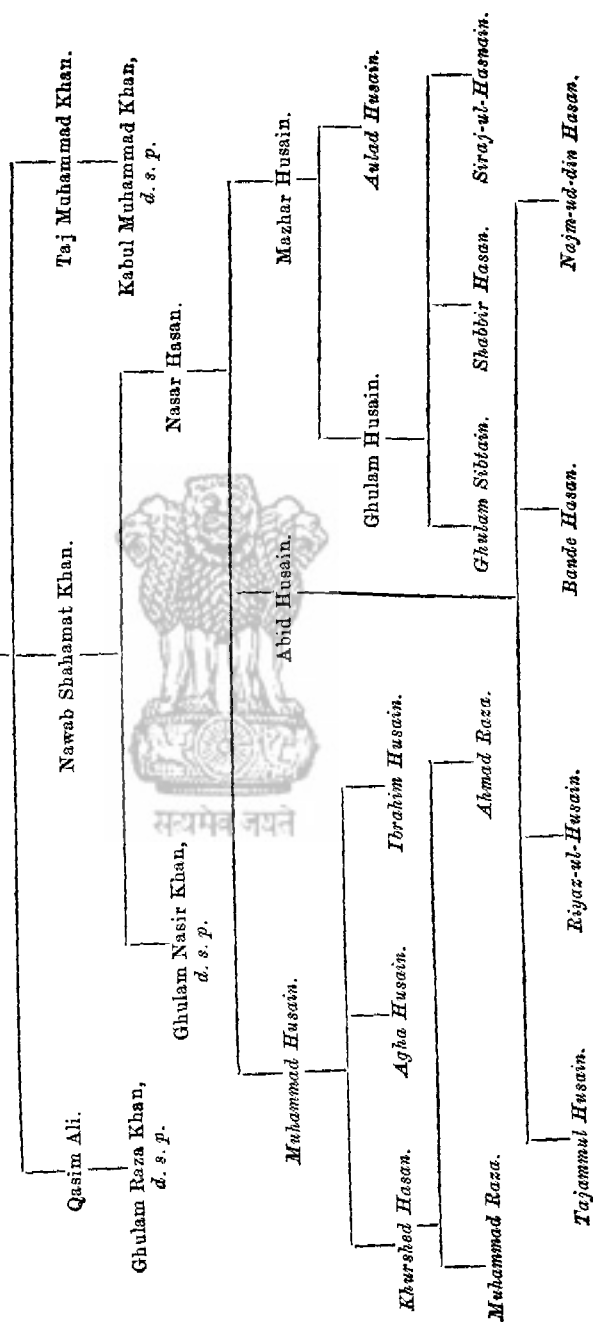 Qasim Ali.
Nawab Shahamat Khan.
Taj Muhammad Khan.
Ghulam Raza Khan,
d. s. p.
Kabul Muhammad Khan,
d. s. p.
Ghulam Nasir Khan,
d. s. p.
Nasar Hasan.
Muhammad Husain.
Abid Husain.
Mazhar Husain.
Khurshed Hasan.
Agha Husain.
Ibrahim Husain.
Ghulam Husain.
Aulad Husain.
Muhammad Raza.
Ahmad Raza.
Ghulam Sibtain.
Shabbir Hasan.
Siraj-ul-Hasnain.
Tajammul Husain.
Riyaz-ul-Husain.
Bande Hasan.
Najm-ud-din Hasan.
सत्यमेव जयते